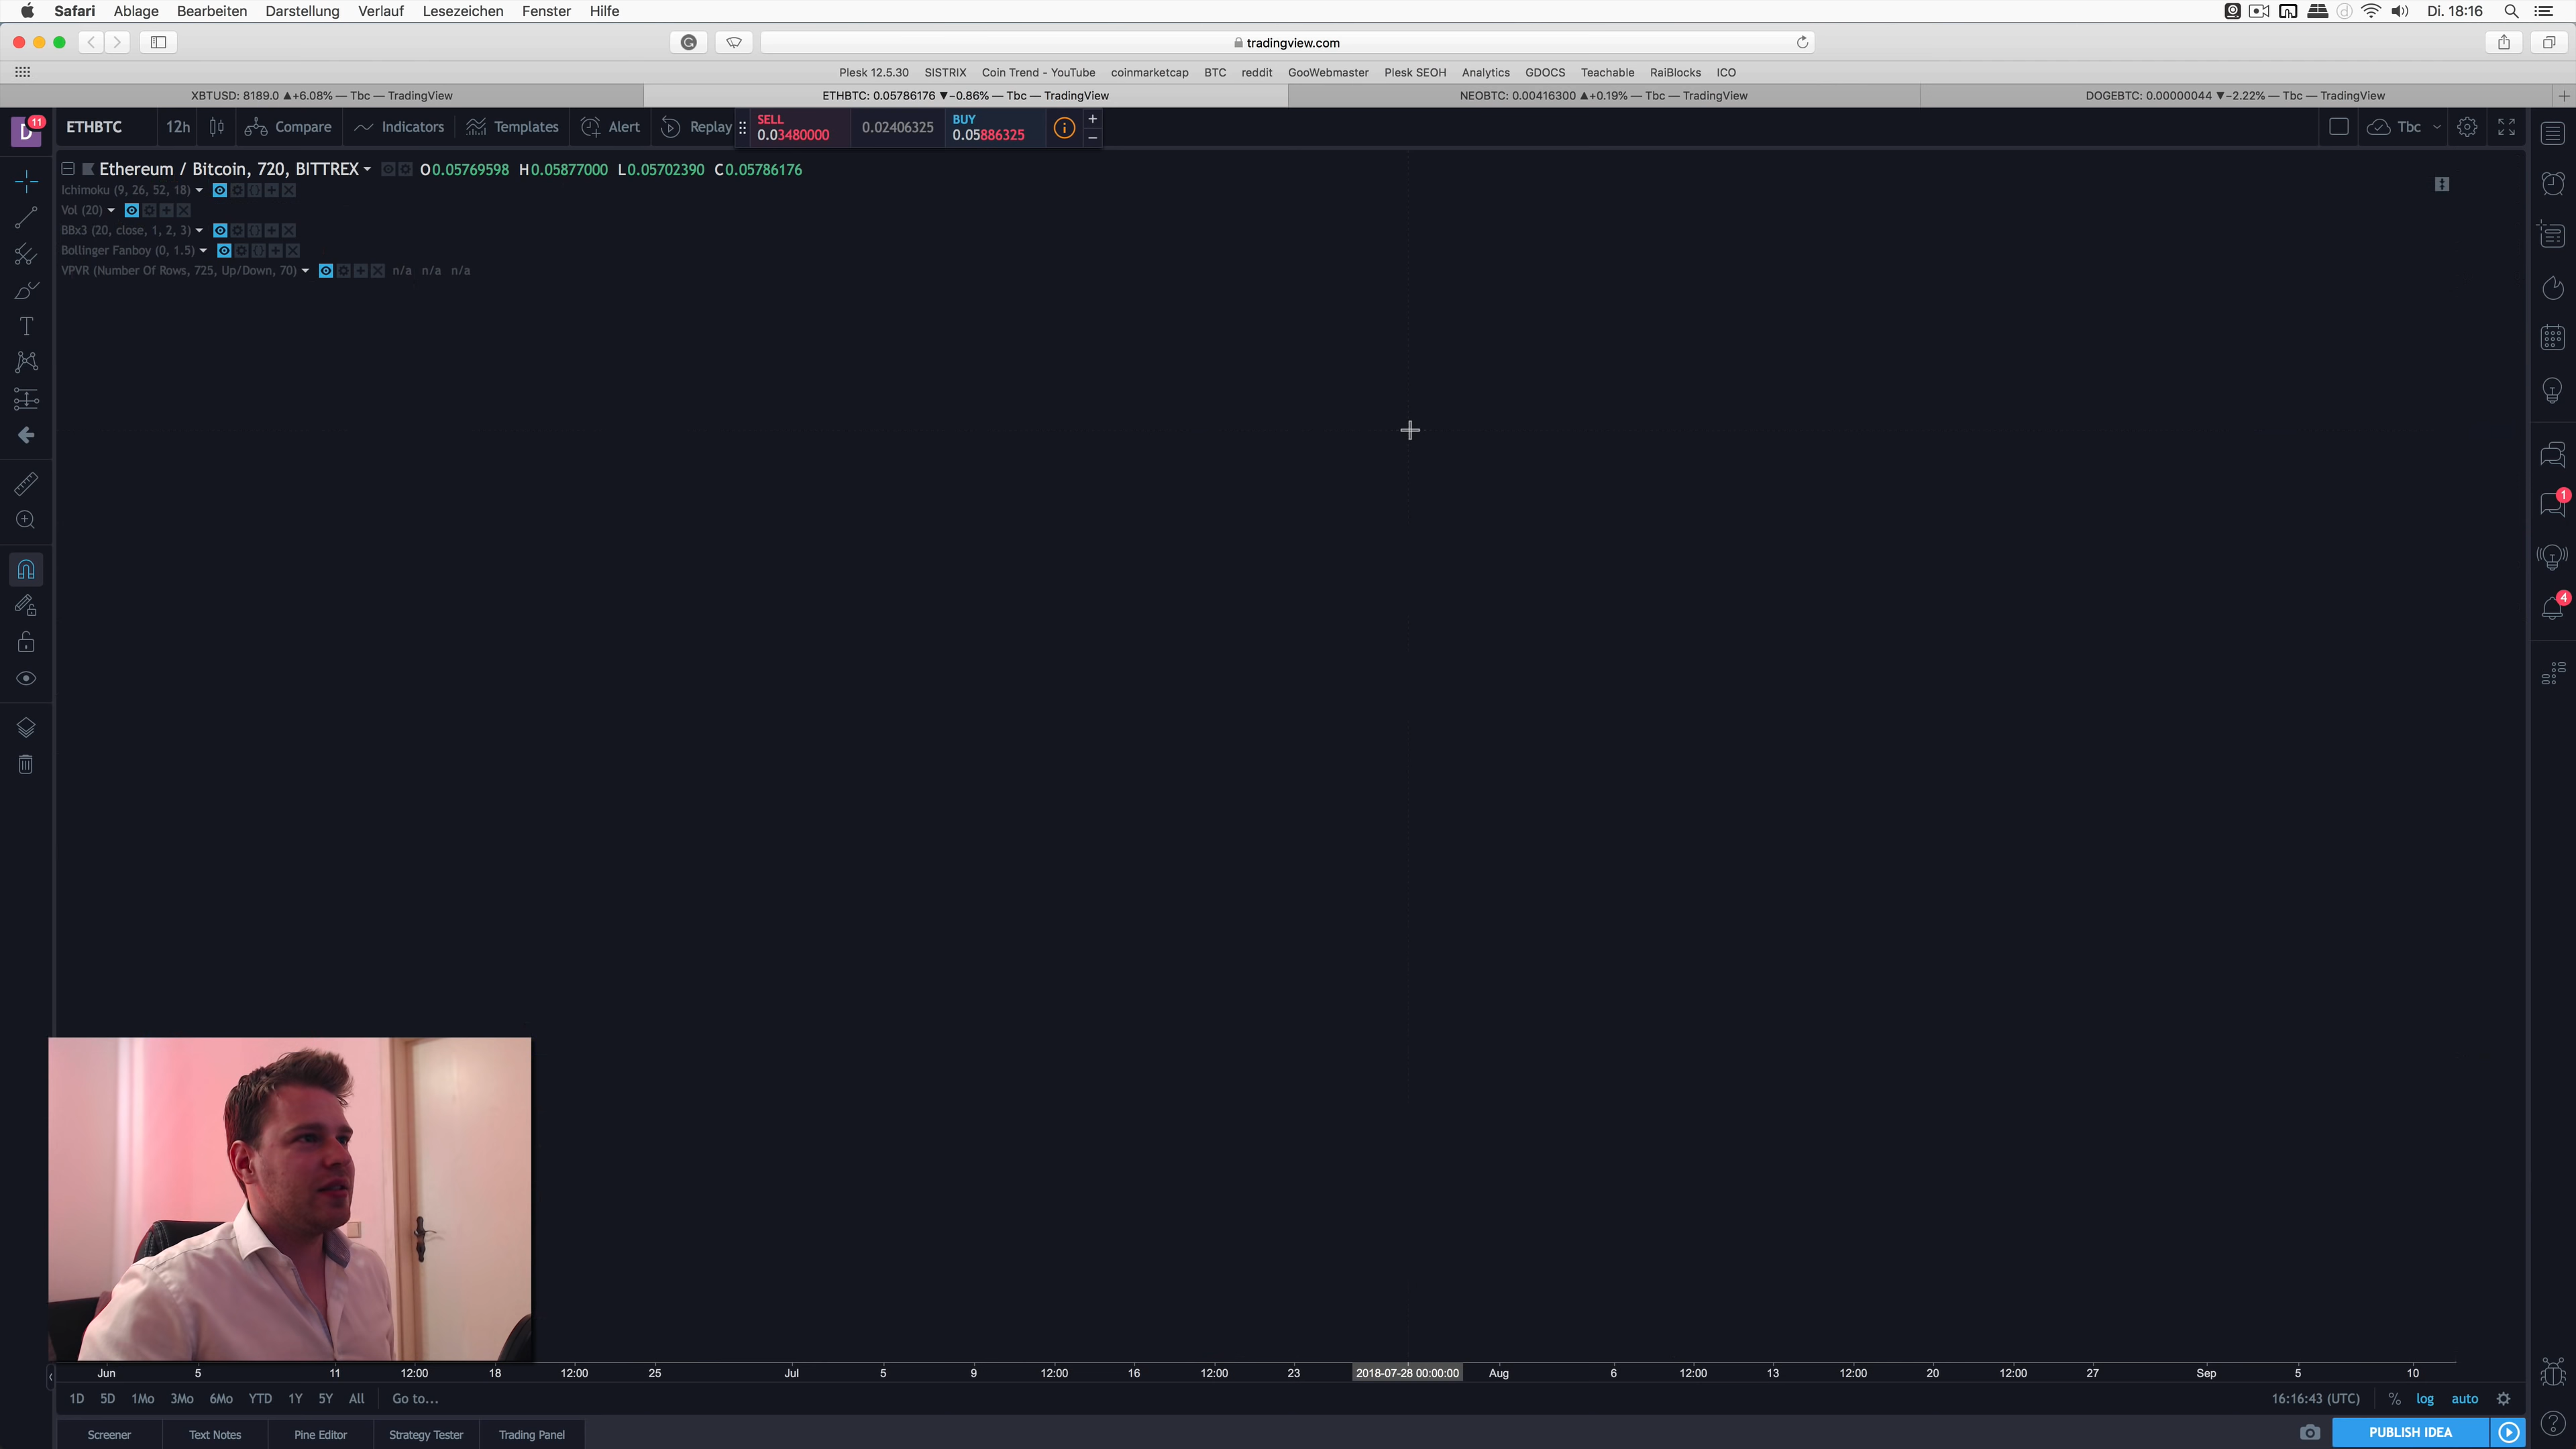 Safari Ablage Bearbeiten Darstellung Verlauf Lesezeichen Fenster Hilfe Di. 18:16
tradingview.com
Plesk 12.5.30 SISTRIX Coin Trend - YouTube coinmarketcap BTC reddit GooWebmaster Plesk SEOH Analytics GDOCS Teachable RaiBlocks ICO
XBTUSD: 8189.0 ▲+6.08% — Tbc — TradingView ETHBTC: 0.05786176 ▼−0.86% — Tbc — TradingView NEOBTC: 0.00416300 ▲+0.19% — Tbc — TradingView DOGEBTC: 0.00000044 ▼−2.22% — Tbc — TradingView
D 11 ETHBTC 12h Compare Indicators Templates Alert Replay SELL 0.03480000 0.02406325 BUY 0.05886325 Tbc
Ethereum / Bitcoin, 720, BITTREX O0.05769598 H0.05877000 L0.05702390 C0.05786176
Ichimoku (9, 26, 52, 18)
Vol (20)
BBx3 (20, close, 1, 2, 3)
Bollinger Fanboy (0, 1.5)
VPVR (Number Of Rows, 725, Up/Down, 70) n/a n/a n/a
1
4
Jun 5 11 12:00 18 12:00 25 Jul 5 9 12:00 16 12:00 23 2018-07-28 00:00:00 Aug 6 12:00 13 12:00 20 12:00 27 Sep 5 10
1D 5D 1Mo 3Mo 6Mo YTD 1Y 5Y All Go to... 16:16:43 (UTC) % log auto
Screener Text Notes Pine Editor Strategy Tester Trading Panel PUBLISH IDEA